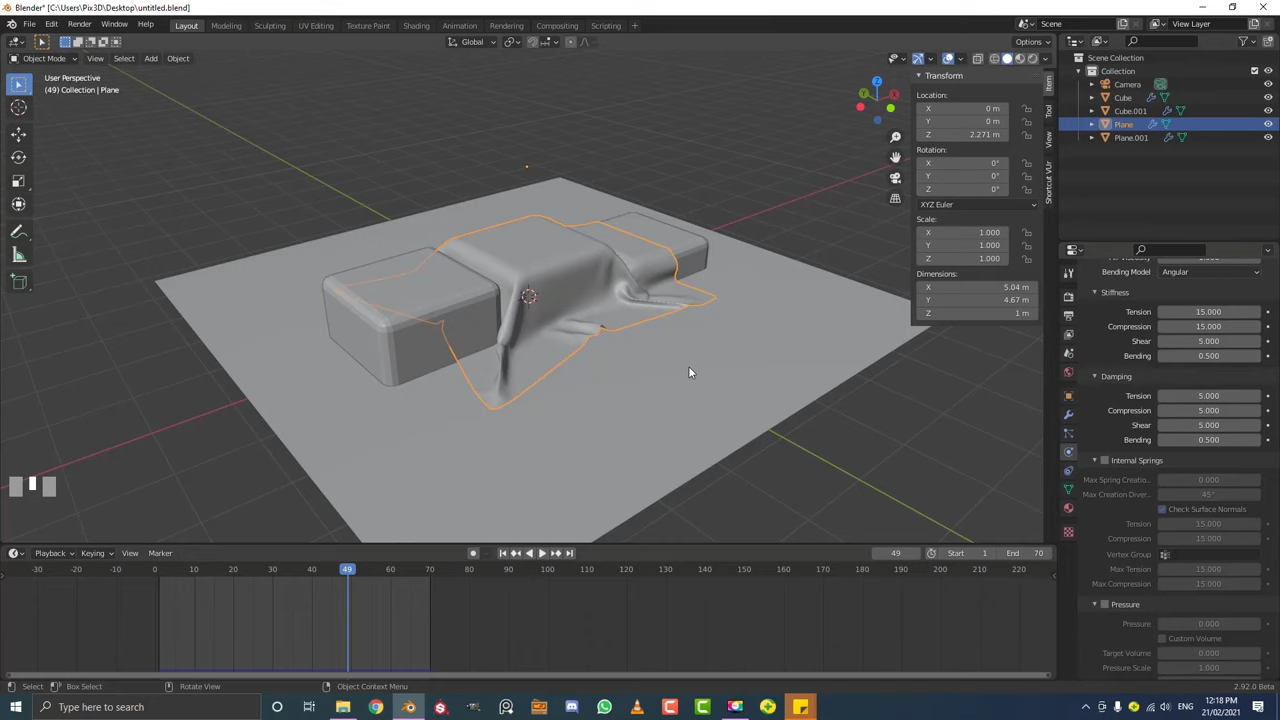 Blender* [C:\Users\Pix3D\Desktop\untitled.blend]
File Edit Render Window Help Layout Modeling Sculpting UV Editing Texture Paint Shading Animation Rendering Compositing Scripting + Scene View Layer
Global Options
Object Mode View Select Add Object
User Perspective
(49) Collection | Plane
Z
Y X
Transform
Location:
X 0 m
Y 0 m
Z 2.271 m
Rotation:
X 0°
Y 0°
Z 0°
XYZ Euler
Scale:
X 1.000
Y 1.000
Z 1.000
Dimensions:
X 5.04 m
Y 4.67 m
Z 1 m
Item
Tool
View
Shortcut VUr
Scene Collection
Collection
Camera
Cube
Cube.001
Plane
Plane.001
Bending Model Angular
Stiffness
Tension 15.000
Compression 15.000
Shear 5.000
Bending 0.500
Damping
Tension 5.000
Compression 5.000
Shear 5.000
Bending 0.500
Internal Springs
Max Spring Creatio... 0.000
Max Creation Diver... 45°
Check Surface Normals
Tension 15.000
Compression 15.000
Vertex Group
Max Tension 15.000
Max Compression 15.000
Pressure
Pressure 0.000
Custom Volume
Target Volume 0.000
Pressure Scale 1.000
Playback Keying View Marker 49 Start 1 End 70
-30 -20 -10 0 10 20 30 40 49 60 70 80 90 100 110 120 130 140 150 160 170 180 190 200 210 220
Select Box Select Rotate View Object Context Menu 2.92.0 Beta
Type here to search
ENG
12:18 PM
21/02/2021